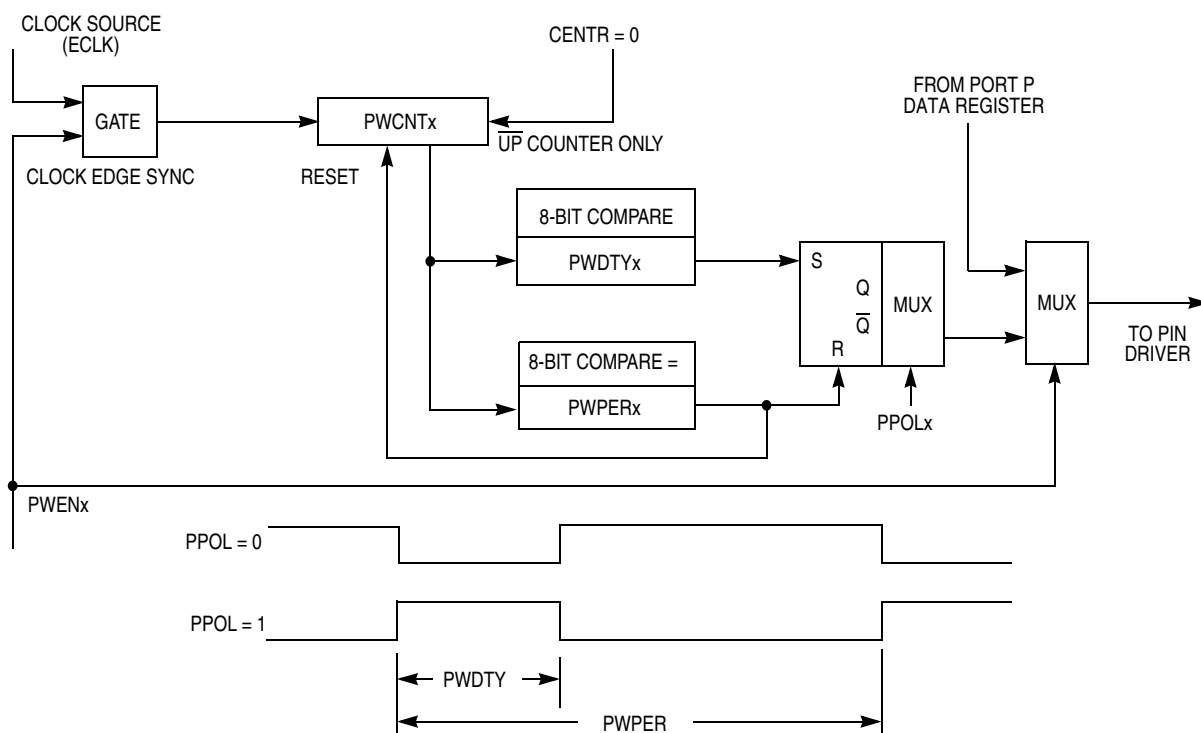 CLOCK SOURCE
(ECLK)
CENTR = 0
FROM PORT P
DATA REGISTER
GATE
PWCNTx
U̅P̅ COUNTER ONLY
CLOCK EDGE SYNC
RESET
8-BIT COMPARE
PWDTYx
S
Q
Q̅
R
MUX
MUX
TO PIN
DRIVER
8-BIT COMPARE =
PWPERx
PPOLx
PWENx
PPOL = 0
PPOL = 1
PWDTY
PWPER